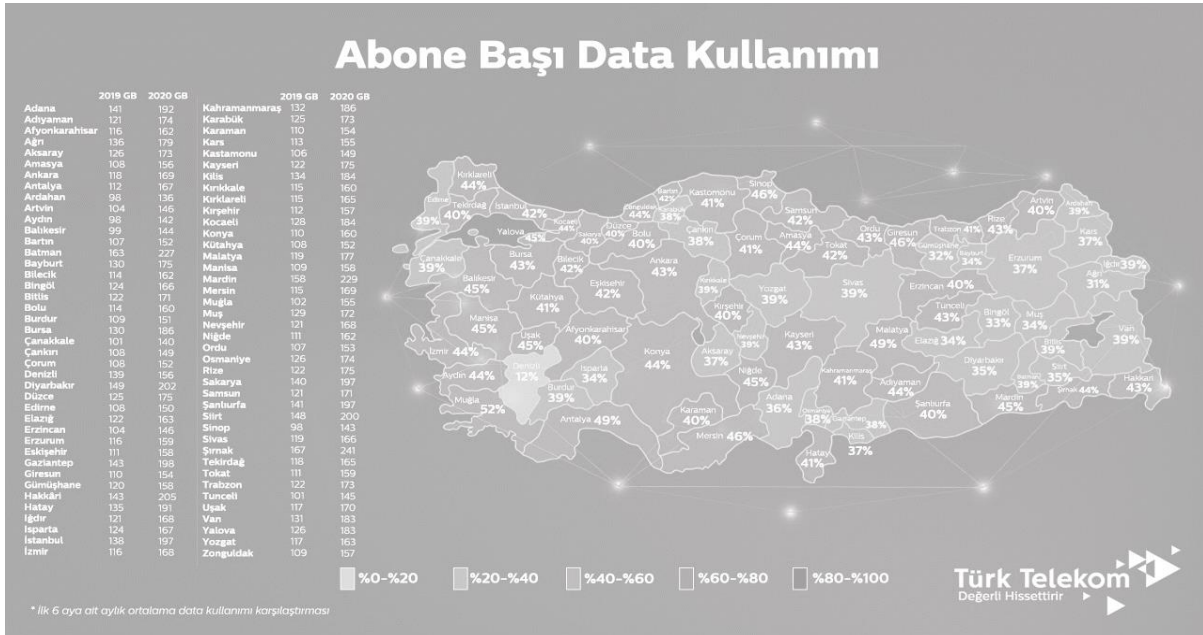 Abone Başı Data Kullanımı
2019 GB 2020 GB
Adana 141 192
Adıyaman 121 174
Afyonkarahisar 116 162
Ağrı 136 179
Aksaray 126 173
Amasya 108 156
Ankara 118 169
Antalya 112 167
Ardahan 98 136
Artvin 104 146
Aydın 98 142
Balıkesir 99 144
Bartın 107 152
Batman 163 227
Bayburt 130 175
Bilecik 114 162
Bingöl 124 166
Bitlis 122 171
Bolu 114 160
Burdur 109 151
Bursa 130 186
Çanakkale 101 140
Çankırı 108 149
Çorum 108 152
Denizli 139 156
Diyarbakır 149 202
Düzce 125 175
Edirne 108 150
Elazığ 122 163
Erzincan 104 146
Erzurum 116 159
Eskişehir 111 158
Gaziantep 143 198
Giresun 110 154
Gümüşhane 120 158
Hakkâri 143 205
Hatay 135 191
Iğdır 121 168
Isparta 124 167
İstanbul 138 197
İzmir 116 168
2019 GB 2020 GB
Kahramanmaraş 132 186
Karabük 125 173
Karaman 110 154
Kars 113 155
Kastamonu 106 149
Kayseri 122 175
Kilis 134 184
Kırıkkale 115 160
Kırklareli 115 165
Kırşehir 112 157
Kocaeli 128 184
Konya 110 160
Kütahya 108 152
Malatya 119 177
Manisa 109 158
Mardin 158 229
Mersin 115 169
Muğla 102 155
Muş 129 172
Nevşehir 121 168
Niğde 111 162
Ordu 107 153
Osmaniye 126 174
Rize 122 175
Sakarya 140 197
Samsun 121 171
Şanlıurfa 141 197
Siirt 148 200
Sinop 98 143
Sivas 119 166
Şırnak 167 241
Tekirdağ 118 165
Tokat 111 159
Trabzon 122 173
Tunceli 101 145
Uşak 117 170
Van 131 183
Yalova 126 183
Yozgat 117 163
Zonguldak 109 157
Kırklareli
44%
Edirne
39%
Tekirdağ
40%
İstanbul
42%
Yalova
45%
Kocaeli
44%
Sakarya
40%
Düzce
40%
Bolu
40%
Zonguldak
44%
Bartın
42%
Karabük
38%
Kastamonu
41%
Sinop
46%
Çankırı
38%
Çorum
41%
Samsun
42%
Amasya
44%
Tokat
42%
Ordu
43%
Giresun
46%
Trabzon 41%
Gümüşhane
32%
Bayburt
34%
Rize
43%
Artvin
40%
Ardahan
39%
Kars
37%
Iğdır 39%
Ağrı
31%
Erzurum
37%
Erzincan 40%
Çanakkale
39%
Balıkesir
45%
Bursa
43%
Bilecik
42%
Eskişehir
42%
Ankara
43%
Kırıkkale
39%
Kırşehir
40%
Yozgat
39%
Sivas
39%
Tunceli
43%
Bingöl
33%
Muş
34%
Van
39%
Bitlis
39%
Kütahya
41%
Manisa
45%
Uşak
45%
Afyonkarahisar
40%
İzmir 44%
Aydın 44%
Denizli
12%
Muğla
52%
Burdur
39%
Isparta
34%
Antalya 49%
Konya
44%
Aksaray
37%
Nevşehir
39%
Niğde
45%
Kayseri
43%
Malatya
49%
Elazığ 34%
Diyarbakır
35%
Batman
39%
Siirt
35%
Şırnak 44%
Hakkari
43%
Mardin
45%
Şanlıurfa
40%
Adıyaman
44%
Kahramanmaraş
41%
Adana
36%
Osmaniye
38%
Gaziantep
38%
Kilis
37%
Hatay
41%
Karaman
40%
Mersin 46%
%0-%20 %20-%40 %40-%60 %60-%80 %80-%100
Türk Telekom
Değerli Hissettirir
* İlk 6 aya ait aylık ortalama data kullanımı karşılaştırması